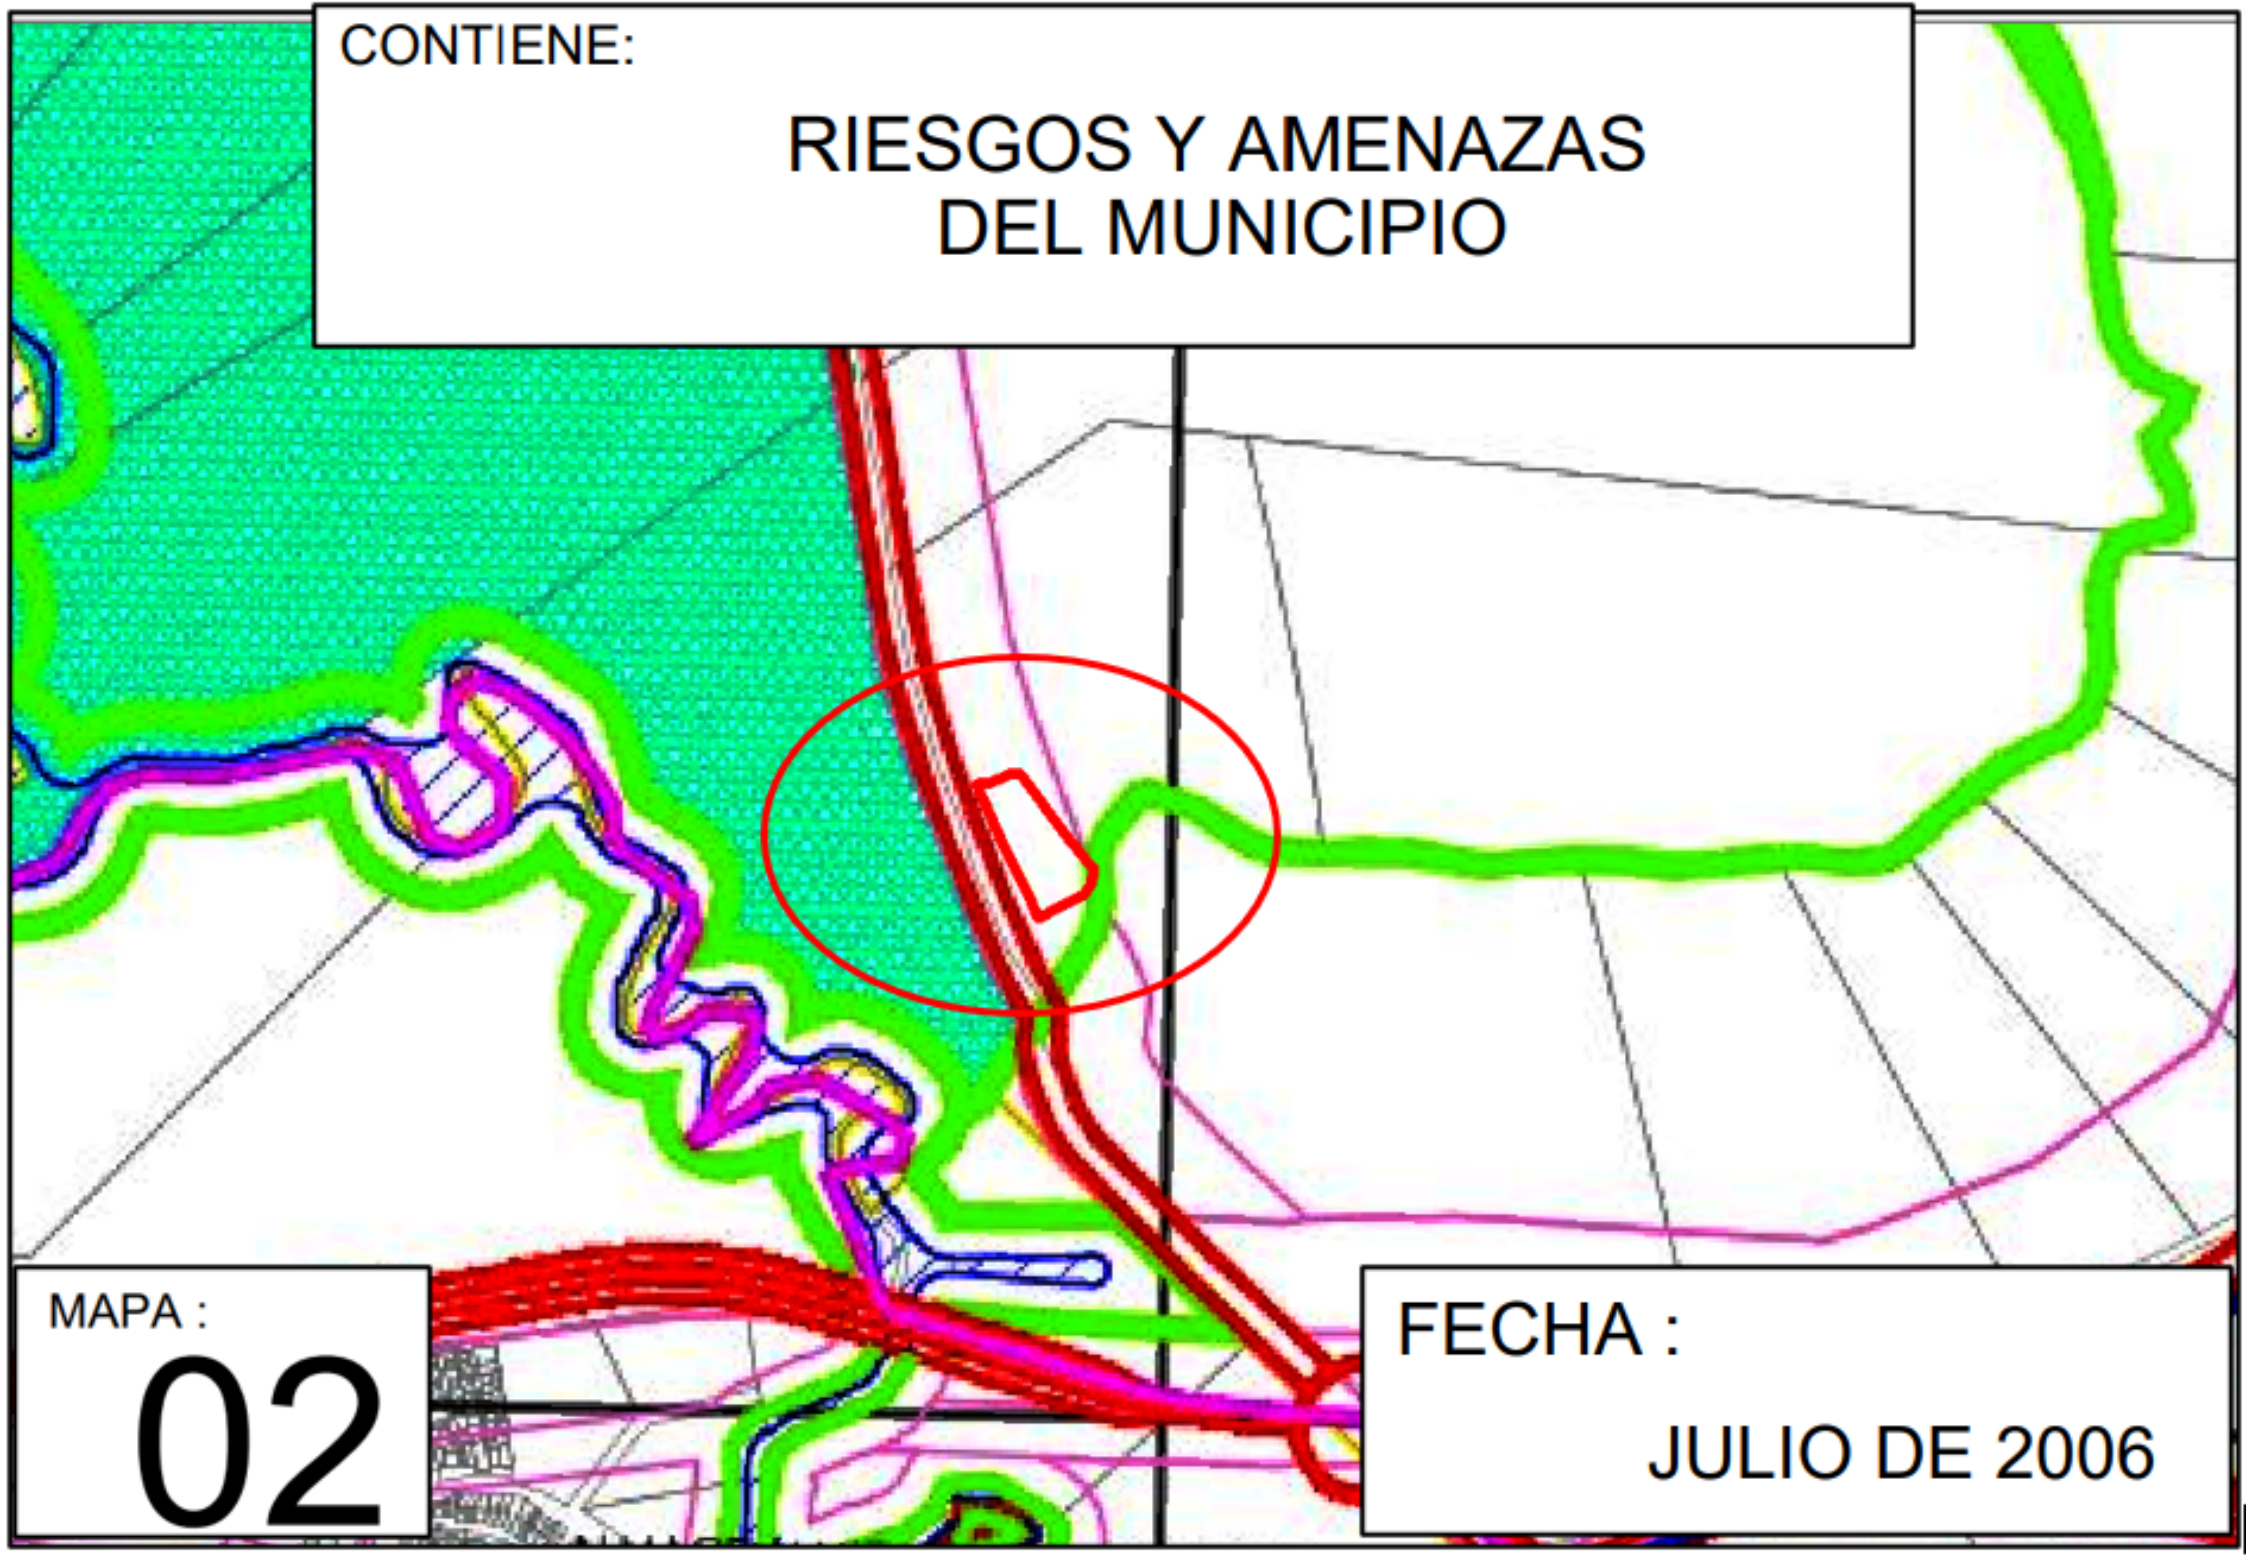 CONTIENE:
RIESGOS Y AMENAZAS
DEL MUNICIPIO
MAPA :
02
FECHA :
JULIO DE 2006